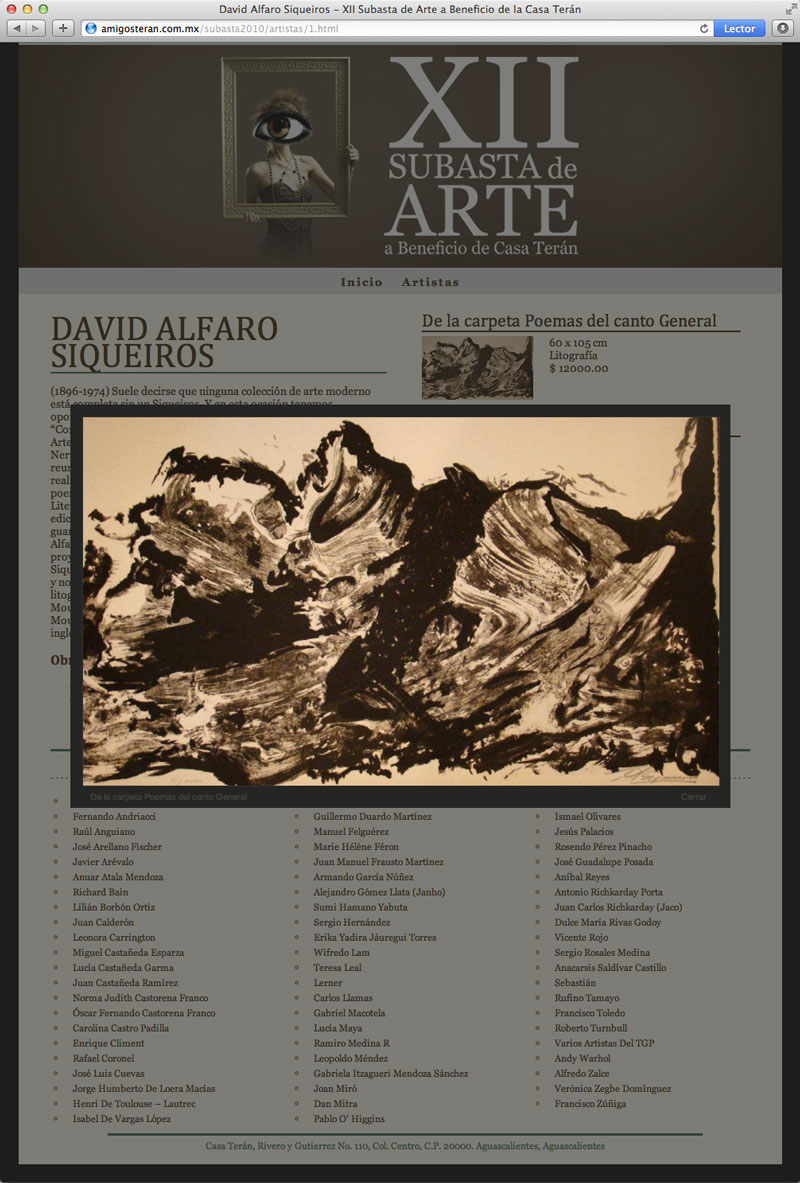 David Alfaro Siqueiros – XII Subasta de Arte a Beneficio de la Casa Terán
amigosteran.com.mx/subasta2010/artistas/1.html
Lector
XII
SUBASTA de
ARTE
a Beneficio de Casa Terán
Inicio Artistas
DAVID ALFARO
SIQUEIROS
(1896-1974) Suele decirse que ninguna colección de arte moderno
está completa sin un Siqueiros. Y en esta ocasión tenemos
De la carpeta Poemas del canto General
60 x 105 cm
Litografía
$ 12000.00
De la carpeta Poemas del canto General
Cerrar
Fernando Andriacci
Raúl Anguiano
José Arellano Fischer
Javier Arévalo
Anuar Atala Mendoza
Richard Bain
Lilián Borbón Ortiz
Juan Calderón
Leonora Carrington
Miguel Castañeda Esparza
Lucía Castañeda Garma
Juan Castañeda Ramírez
Norma Judith Castorena Franco
Óscar Fernando Castorena Franco
Carolina Castro Padilla
Enrique Climent
Rafael Coronel
José Luis Cuevas
Jorge Humberto De Loera Macías
Henri De Toulouse – Lautrec
Isabel De Vargas López
Guillermo Duardo Martínez
Manuel Felguérez
Marie Hélène Féron
Juan Manuel Frausto Martínez
Armando García Núñez
Alejandro Gómez Llata (Janho)
Sumi Hamano Yabuta
Sergio Hernández
Erika Yadira Jáuregui Torres
Wifredo Lam
Teresa Leal
Lerner
Carlos Llamas
Gabriel Macotela
Lucía Maya
Ramiro Medina R
Leopoldo Méndez
Gabriela Itzagueri Mendoza Sánchez
Joan Miró
Dan Mitra
Pablo O' Higgins
Ismael Olivares
Jesús Palacios
Rosendo Pérez Pinacho
José Guadalupe Posada
Aníbal Reyes
Antonio Richkarday Porta
Juan Carlos Richkarday (Jaco)
Dulce María Rivas Godoy
Vicente Rojo
Sergio Rosales Medina
Anacarsis Saldívar Castillo
Sebastián
Rufino Tamayo
Francisco Toledo
Roberto Turnbull
Varios Artistas Del TGP
Andy Warhol
Alfredo Zalce
Verónica Zegbe Domínguez
Francisco Zúñiga
Casa Terán, Rivero y Gutierrez No. 110, Col. Centro, C.P. 20000. Aguascalientes, Aguascalientes